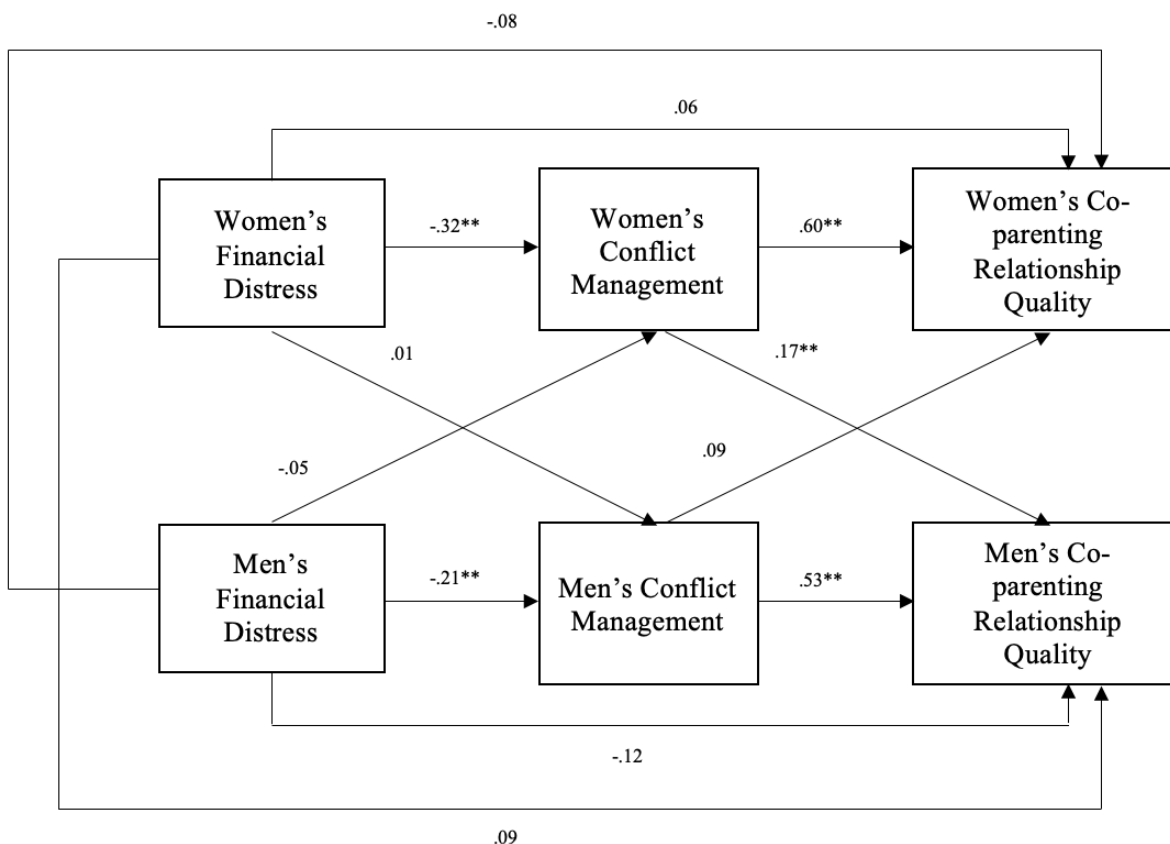 -.08
.06
Women’s
Financial
Distress
-.32**
Women’s
Conflict
Management
.60**
Women’s Co-
parenting
Relationship
Quality
.01
.17**
-.05
.09
Men’s
Financial
Distress
-.21**
Men’s Conflict
Management
.53**
Men’s Co-
parenting
Relationship
Quality
-.12
.09